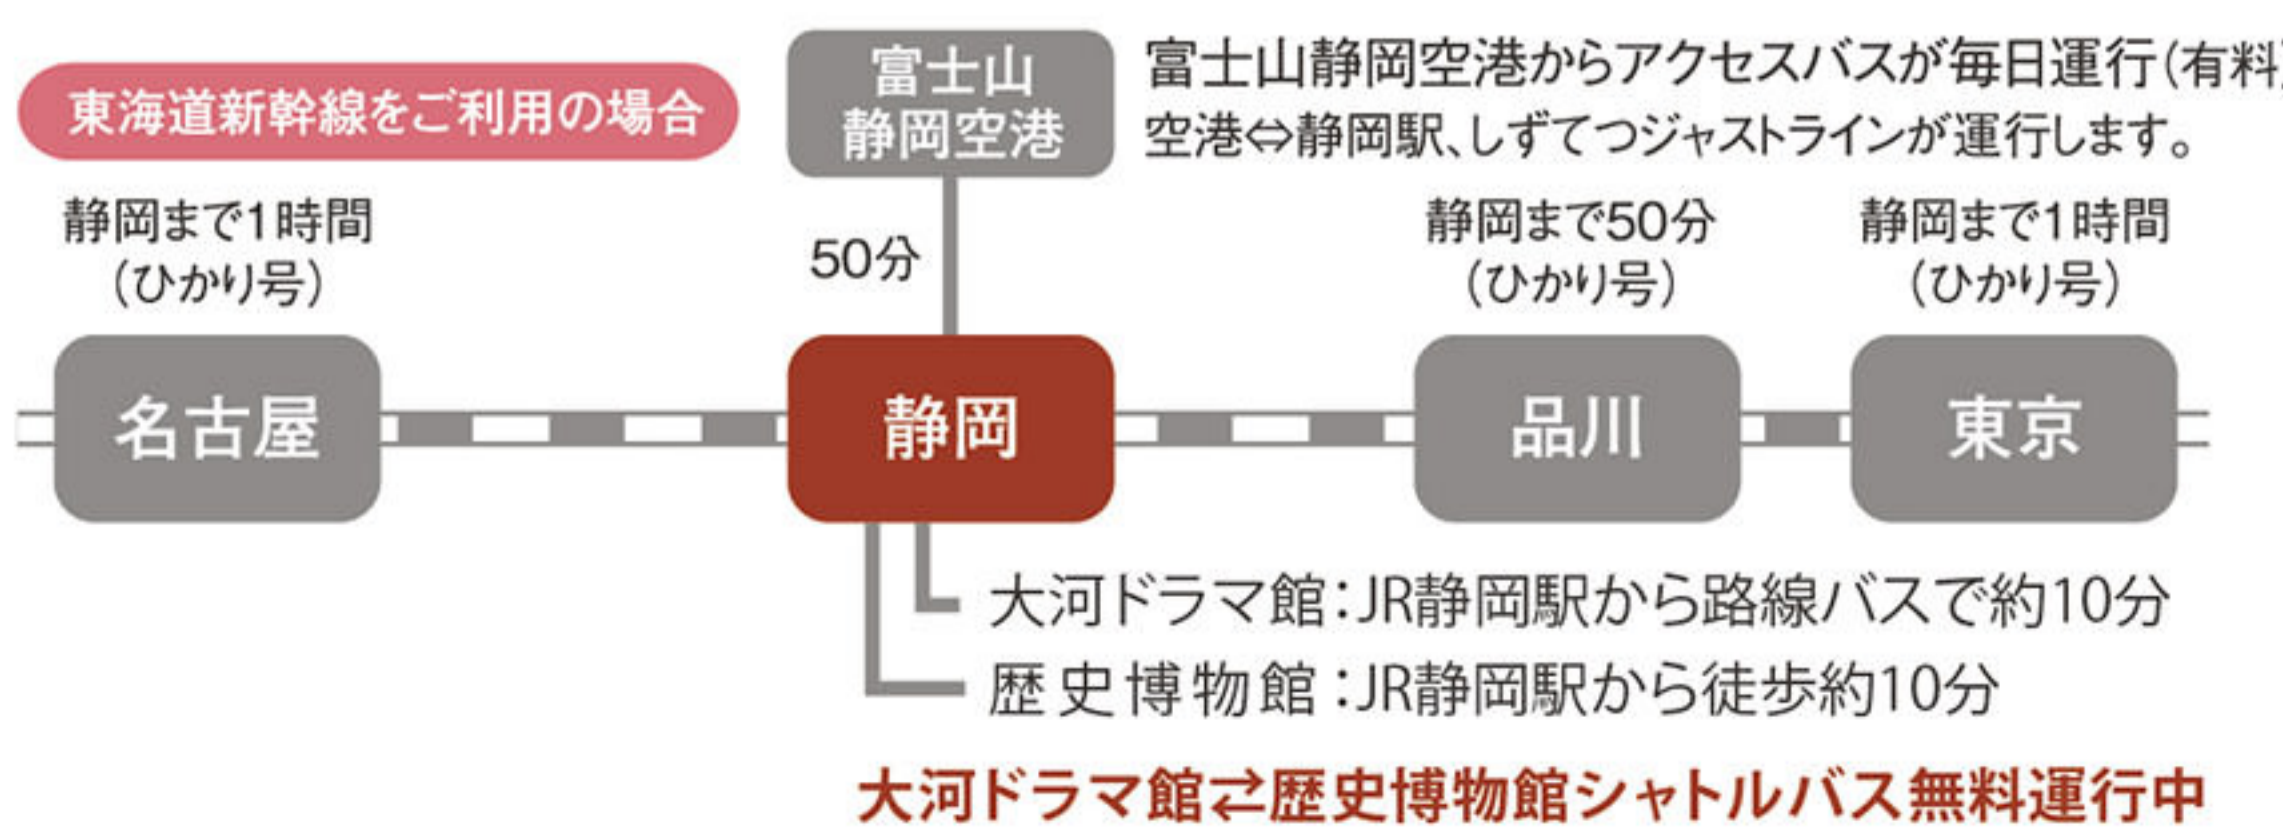 東海道新幹線をご利用の場合
富士山
静岡空港
富士山静岡空港からアクセスバスが毎日運行(有料)
空港⇔静岡駅、しずてつジャストラインが運行します。
静岡まで1時間
(ひかり号)
50分
静岡まで50分
(ひかり号)
静岡まで1時間
(ひかり号)
名古屋
静岡
品川
東京
大河ドラマ館:JR静岡駅から路線バスで約10分
歴史博物館:JR静岡駅から徒歩約10分
大河ドラマ館⇄歴史博物館シャトルバス無料運行中